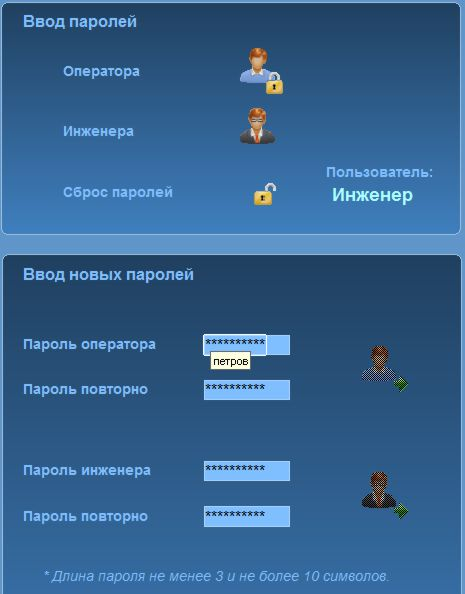 Ввод паролей
Оператора
Инженера
Пользователь:
Сброс паролей
Инженер
Ввод новых паролей
Пароль оператора **********
петров
Пароль повторно **********
Пароль инженера **********
Пароль повторно **********
* Длина пароля не менее 3 и не более 10 символов.